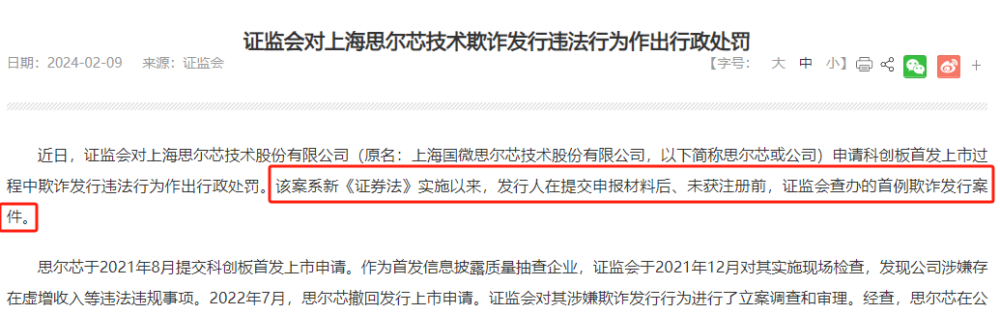 证监会对上海思尔芯技术欺诈发行违法行为作出行政处罚
日期：2024-02-09 来源：证监会 【字号： 大 中 小】
近日，证监会对上海思尔芯技术股份有限公司（原名：上海国微思尔芯技术股份有限公司，以下简称思尔芯或公司）申请科创板首发上市过
程中欺诈发行违法行为作出行政处罚。该案系新《证券法》实施以来，发行人在提交申报材料后、未获注册前，证监会查办的首例欺诈发行案
件。
思尔芯于2021年8月提交科创板首发上市申请。作为首发信息披露质量抽查企业，证监会于2021年12月对其实施现场检查，发现公司涉嫌存
在虚增收入等违法违规事项。2022年7月，思尔芯撤回发行上市申请。证监会对其涉嫌欺诈发行行为进行了立案调查和审理。经查，思尔芯在公